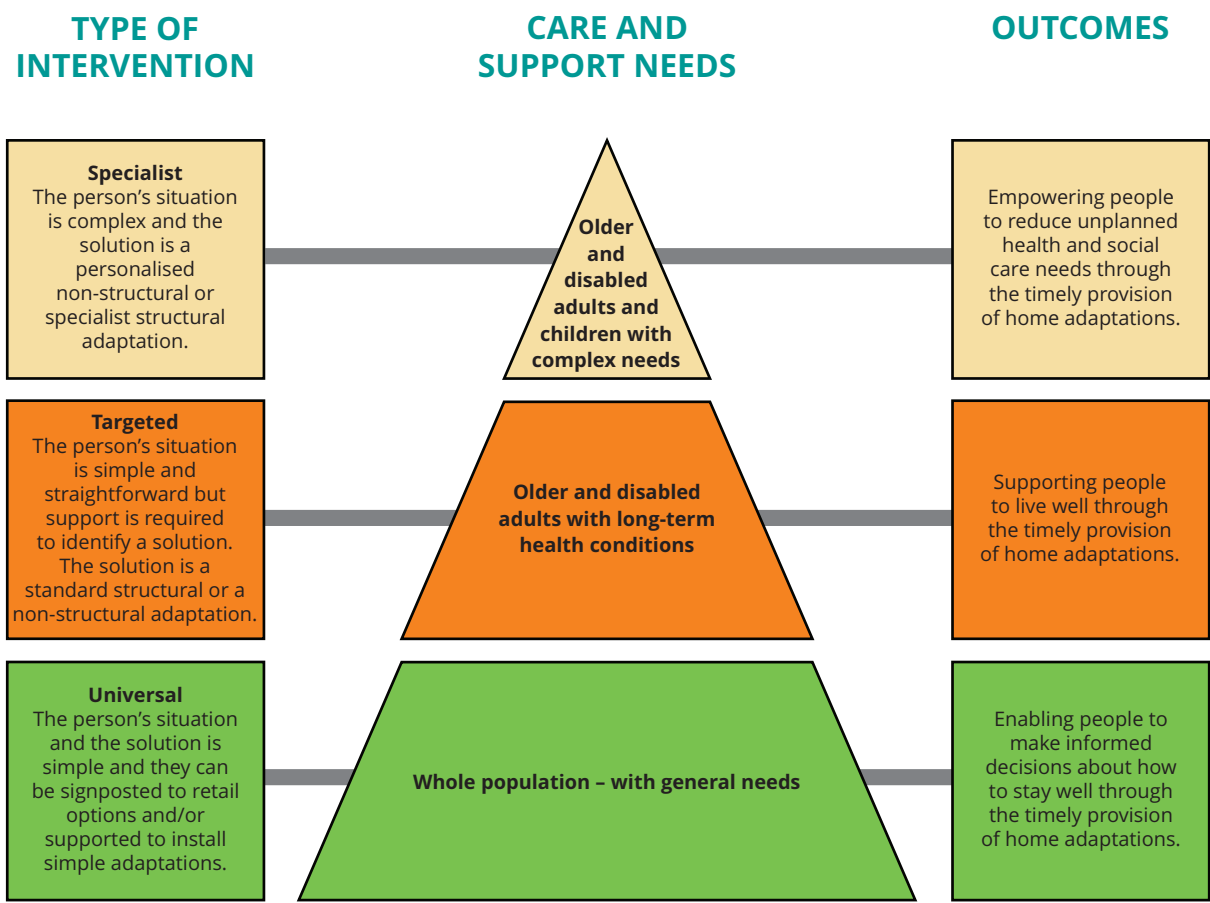 TYPE OF
INTERVENTION
CARE AND
SUPPORT NEEDS
OUTCOMES
Specialist
The person’s situation
is complex and the
solution is a
personalised
non-structural or
specialist structural
adaptation.
Older
and
disabled
adults and
children with
complex needs
Empowering people
to reduce unplanned
health and social
care needs through
the timely provision
of home adaptations.
Targeted
The person’s situation
is simple and
straightforward but
support is required
to identify a solution.
The solution is a
standard structural or a
non-structural adaptation.
Older and disabled
adults with long-term
health conditions
Supporting people
to live well through
the timely provision
of home adaptations.
Universal
The person’s situation
and the solution is
simple and they can
be signposted to retail
options and/or
supported to install
simple adaptations.
Whole population – with general needs
Enabling people to
make informed
decisions about how
to stay well through
the timely provision
of home adaptations.